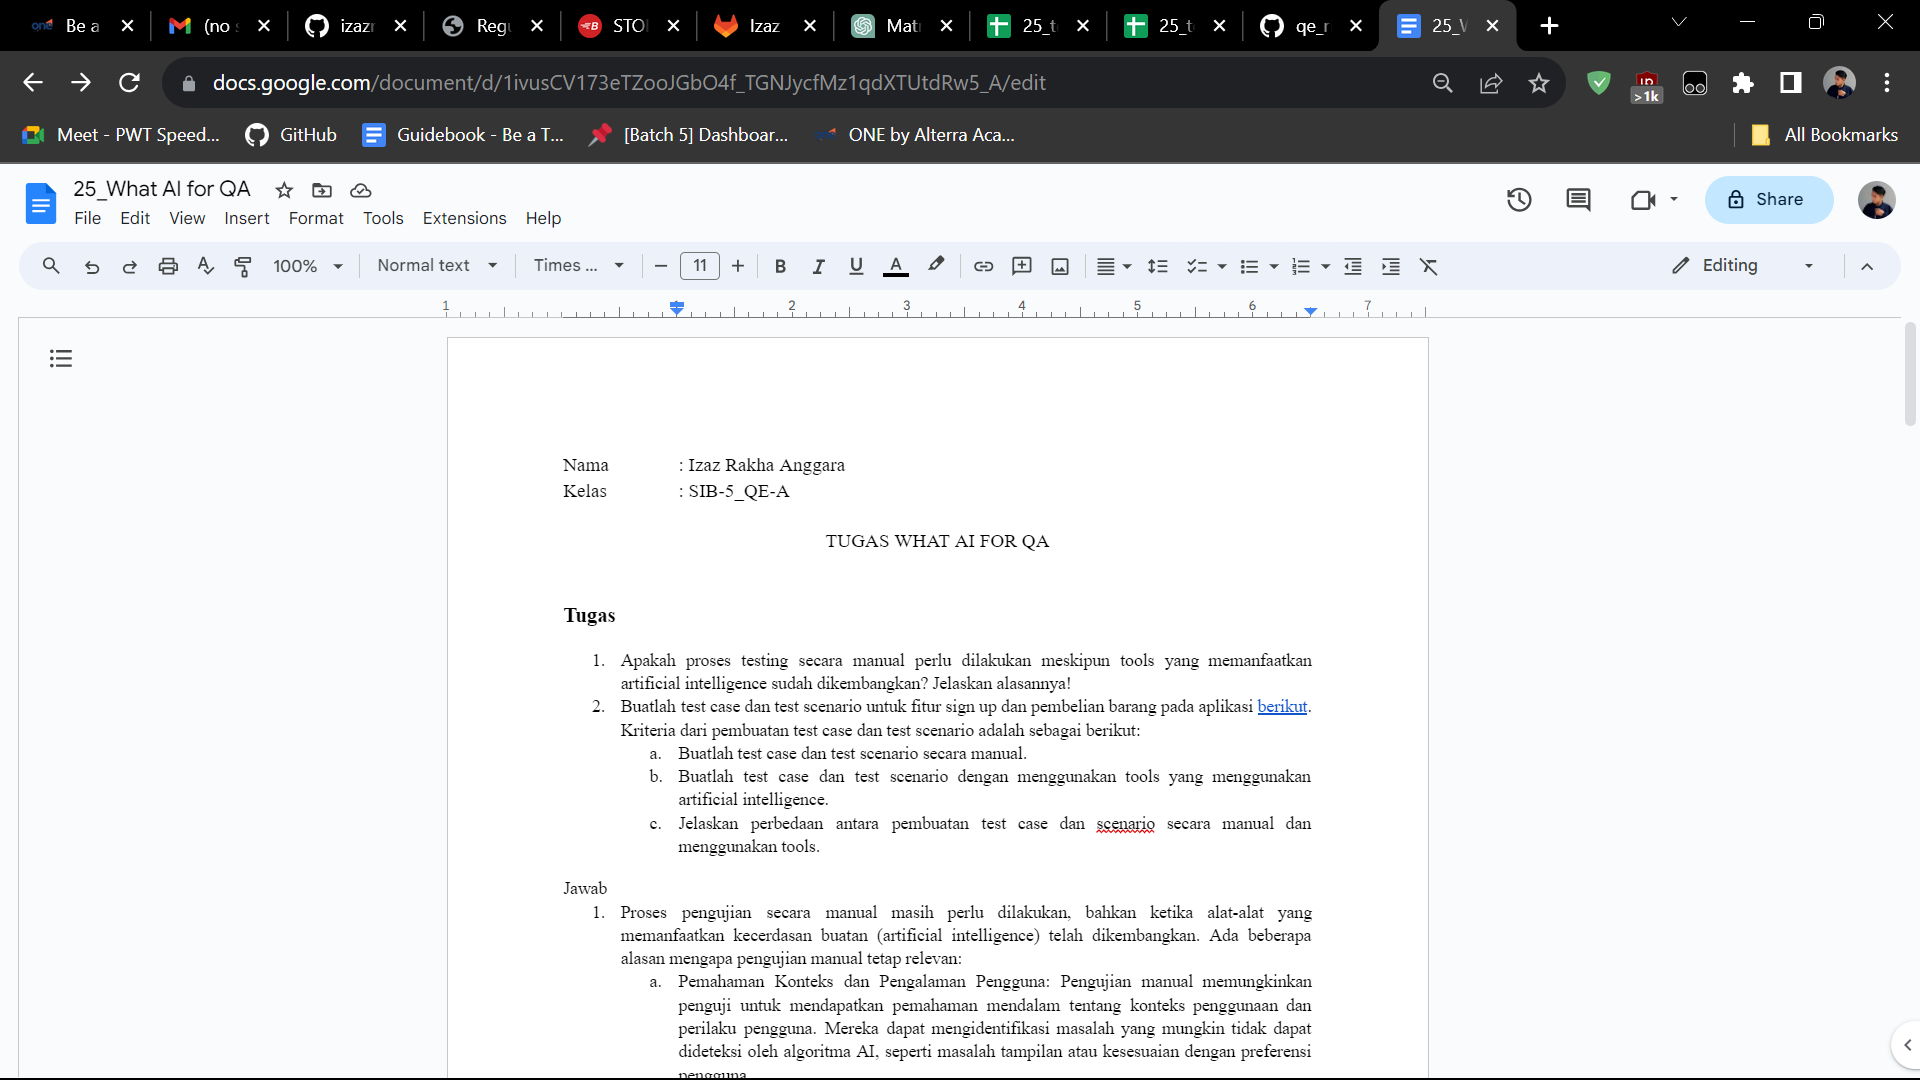 Be a
(no s
izazr
Regu
STO
Izaz
Mat
25_t
25_t
qe_r
25_V
docs.google.com/document/d/1ivusCV173eTZooJGbO4f_TGNJycfMz1qdXTUtdRw5_A/edit
>1k
Meet - PWT Speed...
GitHub
Guidebook - Be a T...
[Batch 5] Dashboar...
ONE by Alterra Aca...
All Bookmarks
25_What AI for QA
File Edit View Insert Format Tools Extensions Help
Share
100%
Normal text
Times ...
11
Editing
1 2 3 4 5 6 7
Nama : Izaz Rakha Anggara
Kelas : SIB-5_QE-A
TUGAS WHAT AI FOR QA
Tugas
1. Apakah proses testing secara manual perlu dilakukan meskipun tools yang memanfaatkan
artificial intelligence sudah dikembangkan? Jelaskan alasannya!
2. Buatlah test case dan test scenario untuk fitur sign up dan pembelian barang pada aplikasi berikut.
Kriteria dari pembuatan test case dan test scenario adalah sebagai berikut:
a. Buatlah test case dan test scenario secara manual.
b. Buatlah test case dan test scenario dengan menggunakan tools yang menggunakan
artificial intelligence.
c. Jelaskan perbedaan antara pembuatan test case dan scenario secara manual dan
menggunakan tools.
Jawab
1. Proses pengujian secara manual masih perlu dilakukan, bahkan ketika alat-alat yang
memanfaatkan kecerdasan buatan (artificial intelligence) telah dikembangkan. Ada beberapa
alasan mengapa pengujian manual tetap relevan:
a. Pemahaman Konteks dan Pengalaman Pengguna: Pengujian manual memungkinkan
penguji untuk mendapatkan pemahaman mendalam tentang konteks penggunaan dan
perilaku pengguna. Mereka dapat mengidentifikasi masalah yang mungkin tidak dapat
dideteksi oleh algoritma AI, seperti masalah tampilan atau kesesuaian dengan preferensi
pengguna.